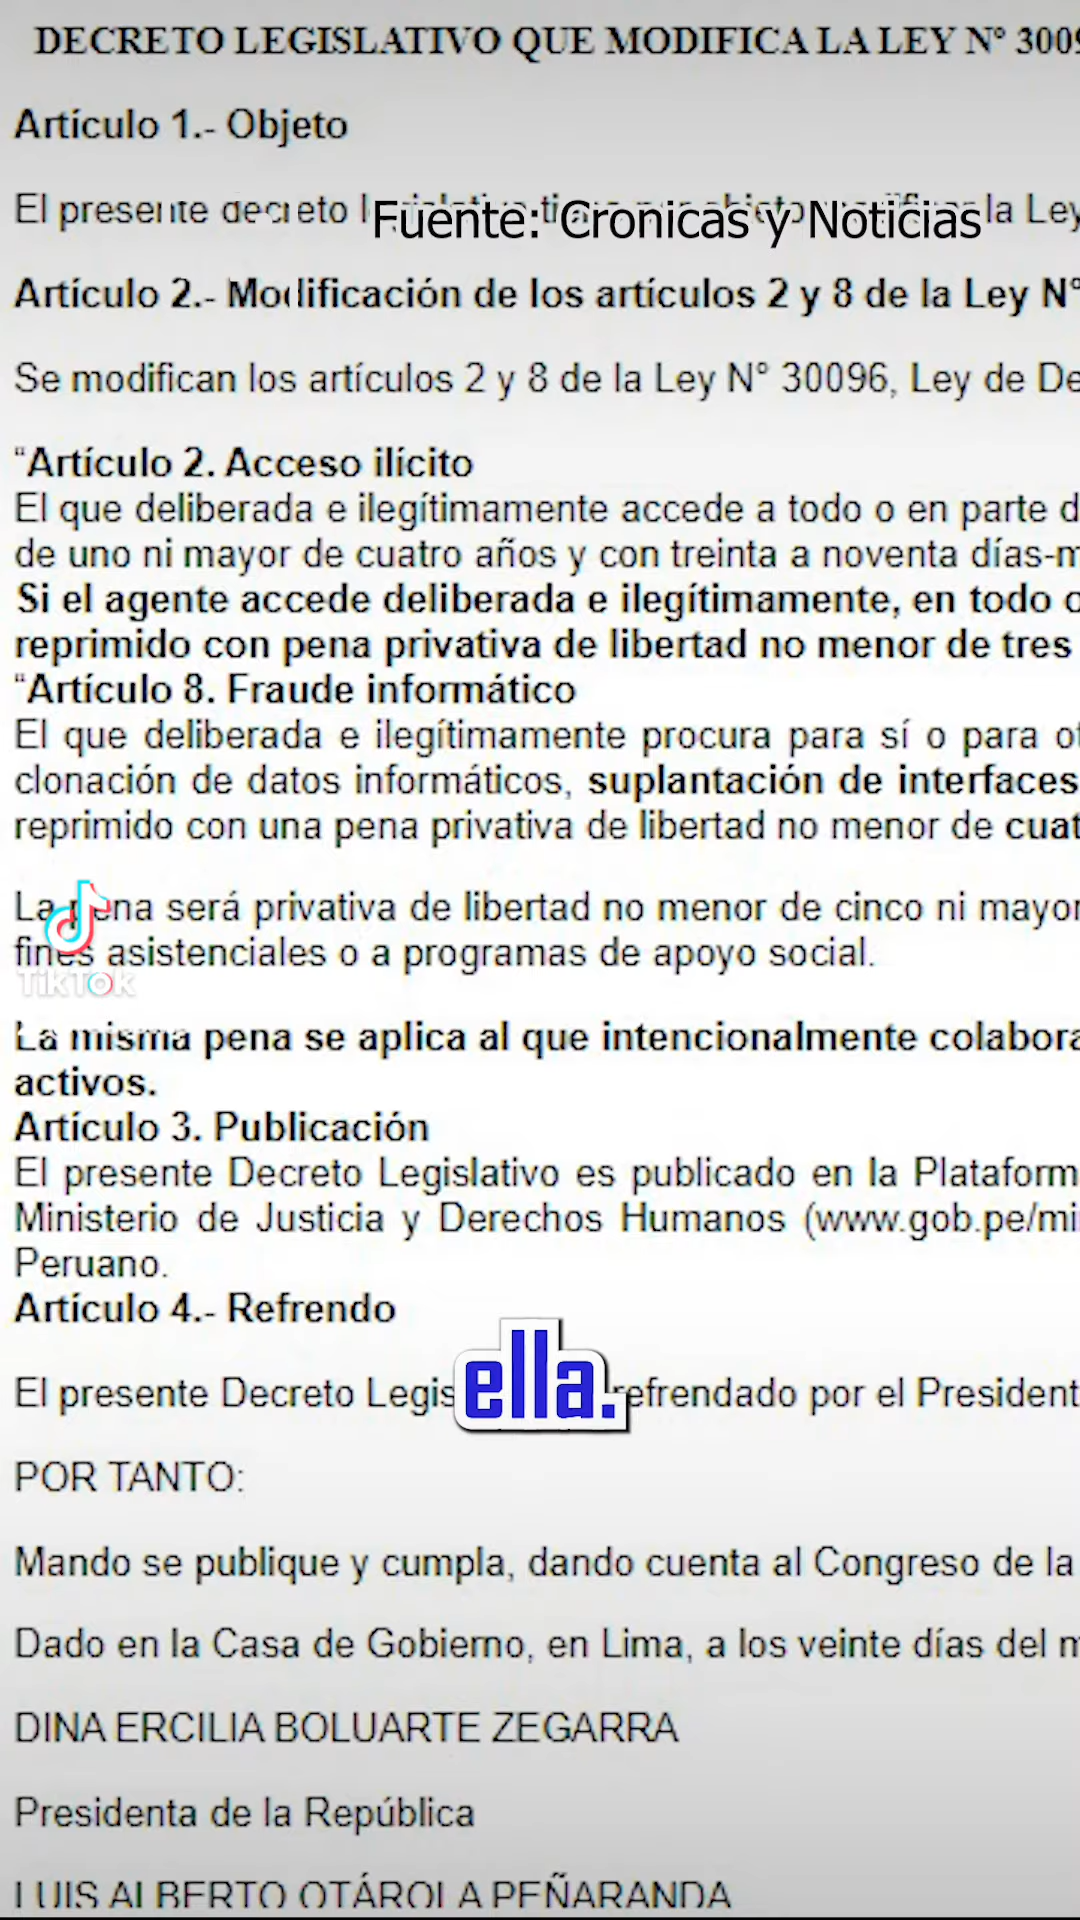 DECRETO LEGISLATIVO QUE MODIFICA LA LEY N° 3009
Artículo 1.- Objeto
El presente decreto la Ley
Fuente: Cronicas y Noticias
Artículo 2.- Modificación de los artículos 2 y 8 de la Ley N°
Se modifican los artículos 2 y 8 de la Ley N° 30096, Ley de De
“Artículo 2. Acceso ilícito
El que deliberada e ilegítimamente accede a todo o en parte d
de uno ni mayor de cuatro años y con treinta a noventa días-m
Si el agente accede deliberada e ilegítimamente, en todo o
reprimido con pena privativa de libertad no menor de tres
“Artículo 8. Fraude informático
El que deliberada e ilegítimamente procura para sí o para ot
clonación de datos informáticos, suplantación de interfaces
reprimido con una pena privativa de libertad no menor de cuat
La pena será privativa de libertad no menor de cinco ni mayor
fines asistenciales o a programas de apoyo social.
TikTok
La misma pena se aplica al que intencionalmente colabora
activos.
Artículo 3. Publicación
El presente Decreto Legislativo es publicado en la Plataform
Ministerio de Justicia y Derechos Humanos (www.gob.pe/mi
Peruano.
Artículo 4.- Refrendo
El presente Decreto Legis refrendado por el President
ella.
POR TANTO:
Mando se publique y cumpla, dando cuenta al Congreso de la
Dado en la Casa de Gobierno, en Lima, a los veinte días del m
DINA ERCILIA BOLUARTE ZEGARRA
Presidenta de la República
LUIS ALBERTO OTÁROLA PEÑARANDA